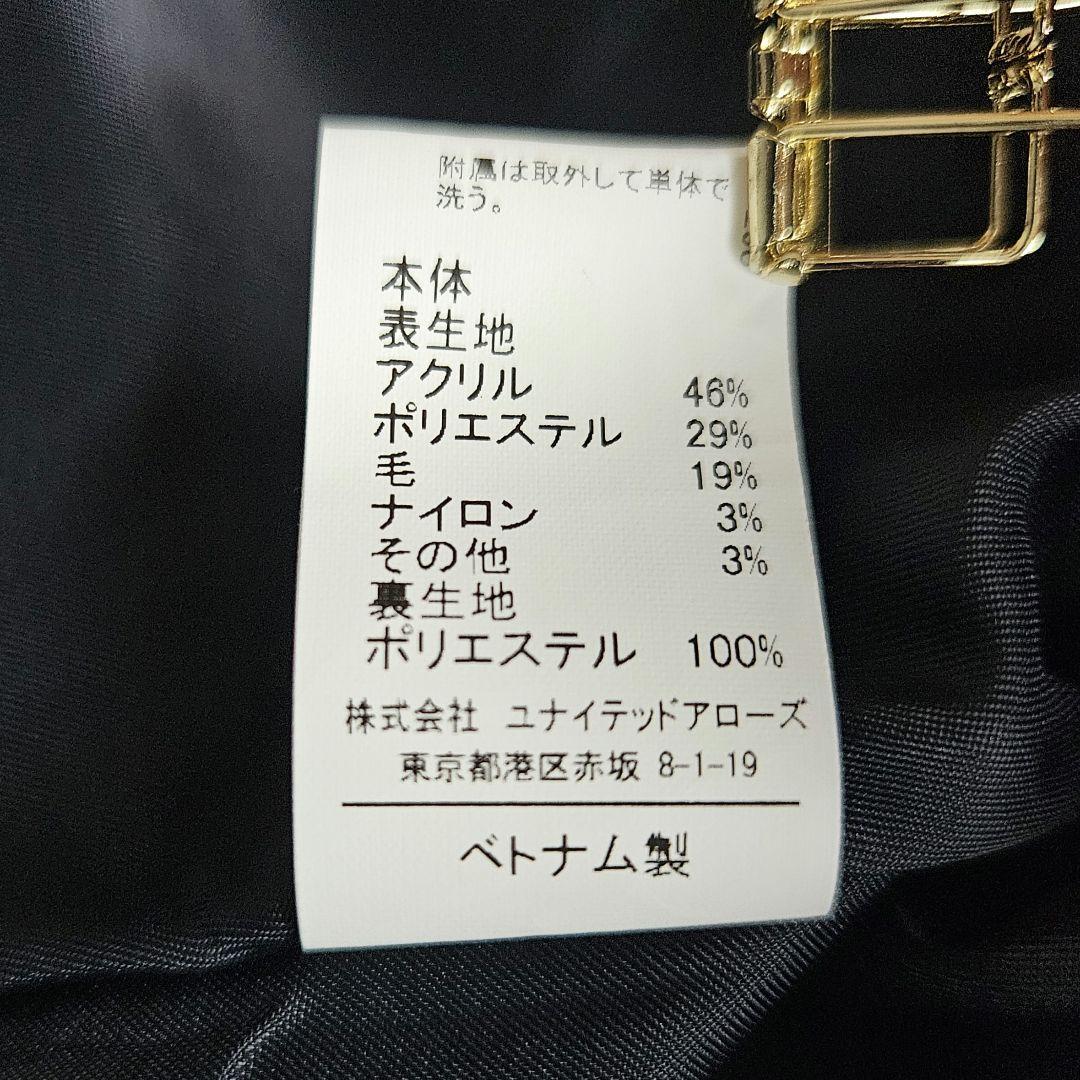 附属は取外して単体で
洗う。
本体
表生地
アクリル 46%
ポリエステル 29%
毛 19%
ナイロン 3%
その他 3%
裏生地
ポリエステル 100%
株式会社 ユナイテッドアローズ
東京都港区赤坂 8-1-19
ベトナム製